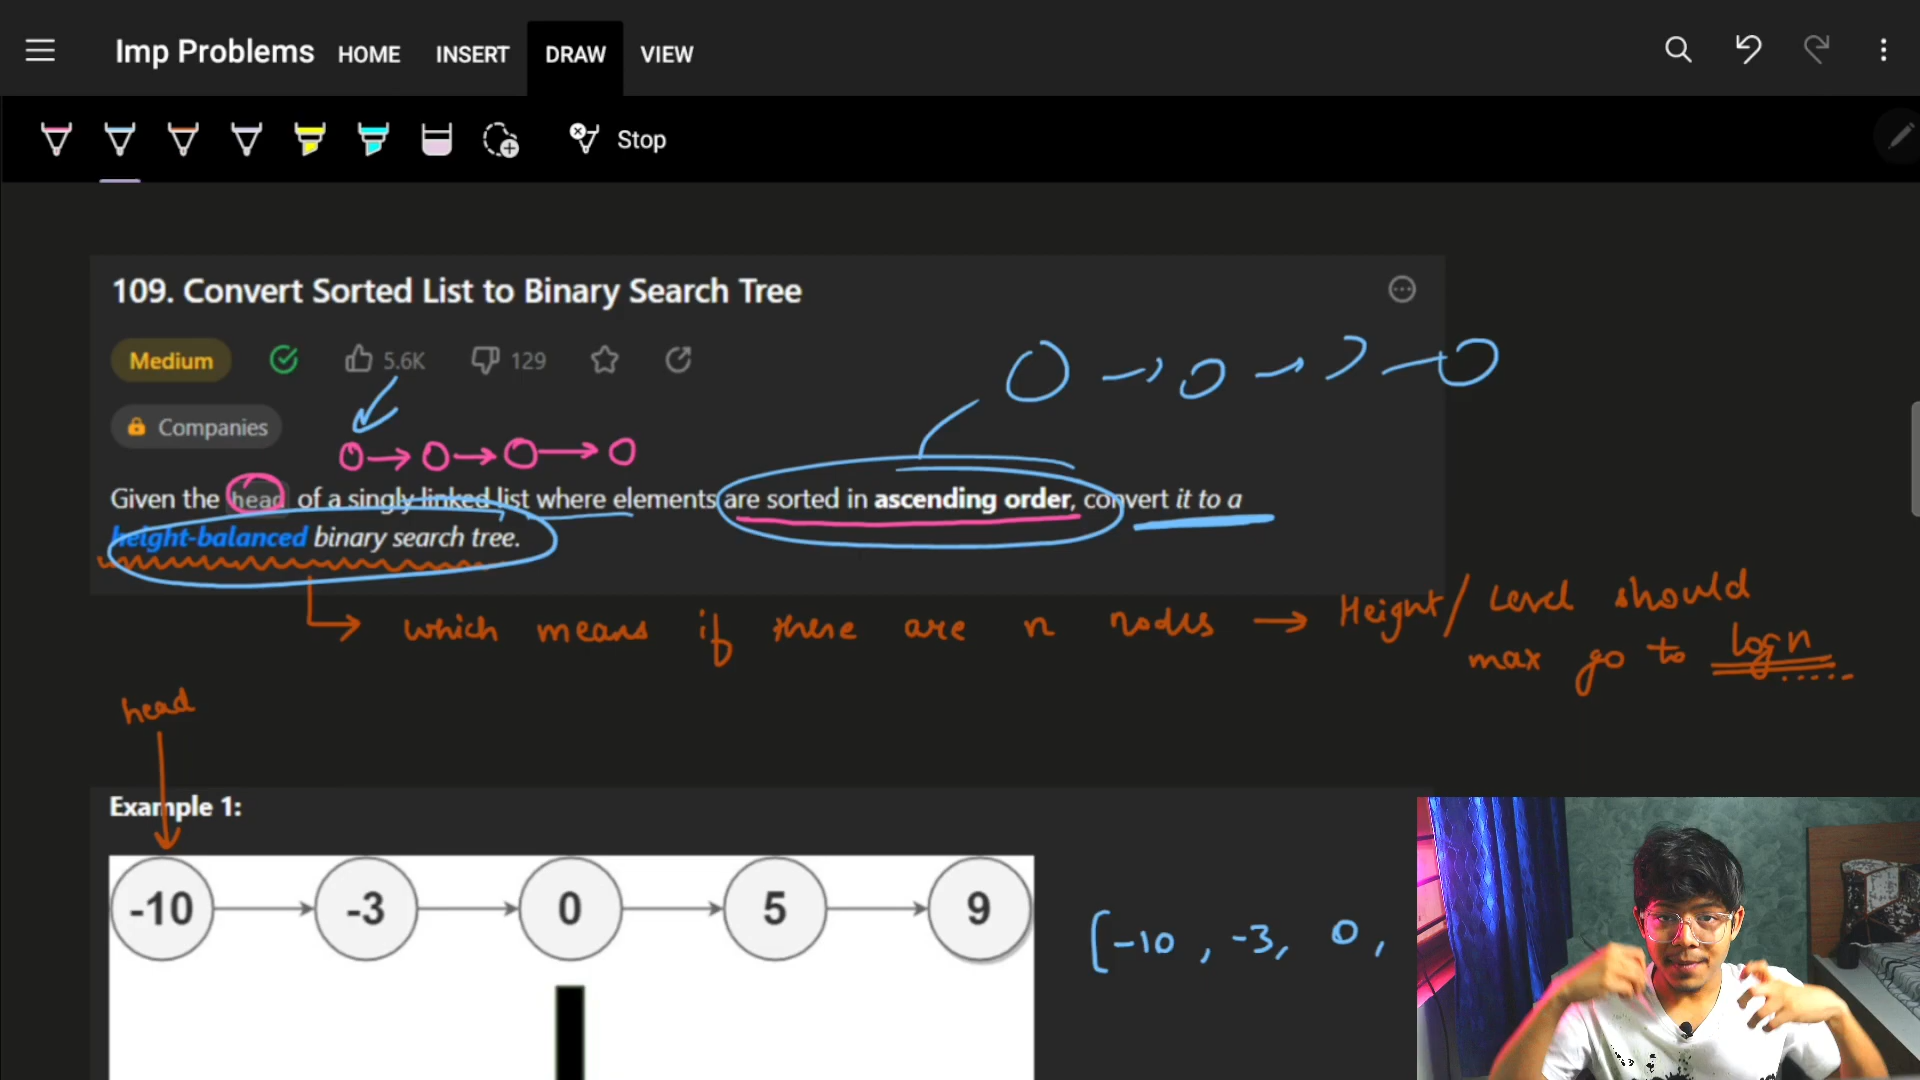 Imp Problems HOME INSERT DRAW VIEW
Stop
109. Convert Sorted List to Binary Search Tree
Medium 5.6K 129
Companies
Given the head of a singly linked list where elements are sorted in ascending order, convert it to a
height-balanced binary search tree.
which means if there are n nodes → Height/Level should
max go to log n
head
Example 1:
-10 -3 0 5 9
[-10, -3, 0,